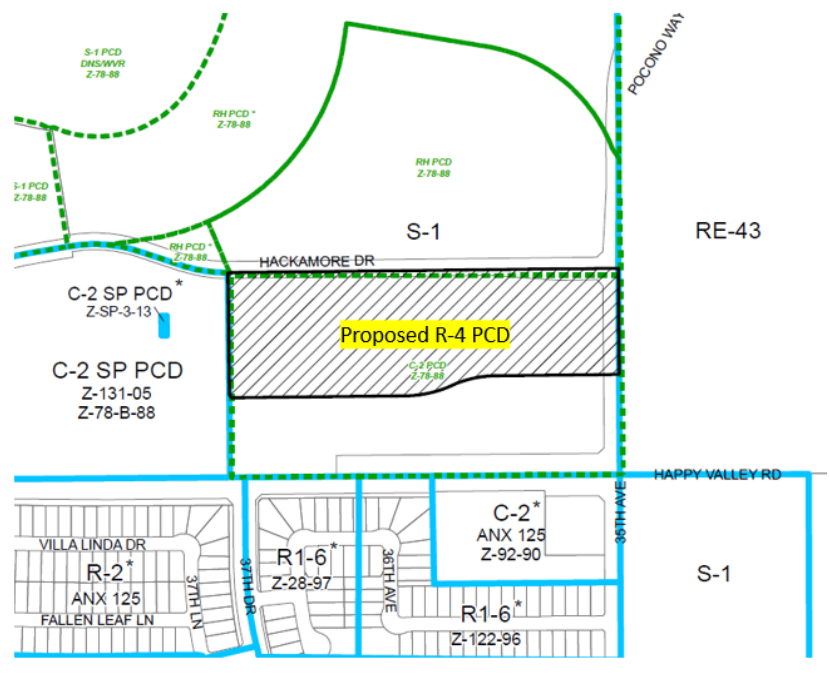 S-1 PCD
DNS/WVR
Z-78-88
RH PCD *
Z-78-88
POCONO WAY
RH PCD
Z-78-88
S-1 PCD
Z-78-88
S-1
RE-43
RH PCD *
Z-78-88
HACKAMORE DR
C-2 SP PCD*
Z-SP-3-13
Proposed R-4 PCD
C-2 PCD
Z-78-88
C-2 SP PCD
Z-131-05
Z-78-B-88
HAPPY VALLEY RD
35TH AVE
C-2*
ANX 125
Z-92-90
VILLA LINDA DR
R-2*
ANX 125
FALLEN LEAF LN
37TH LN
37TH DR
R1-6*
Z-28-97
36TH AVE
R1-6*
Z-122-96
S-1